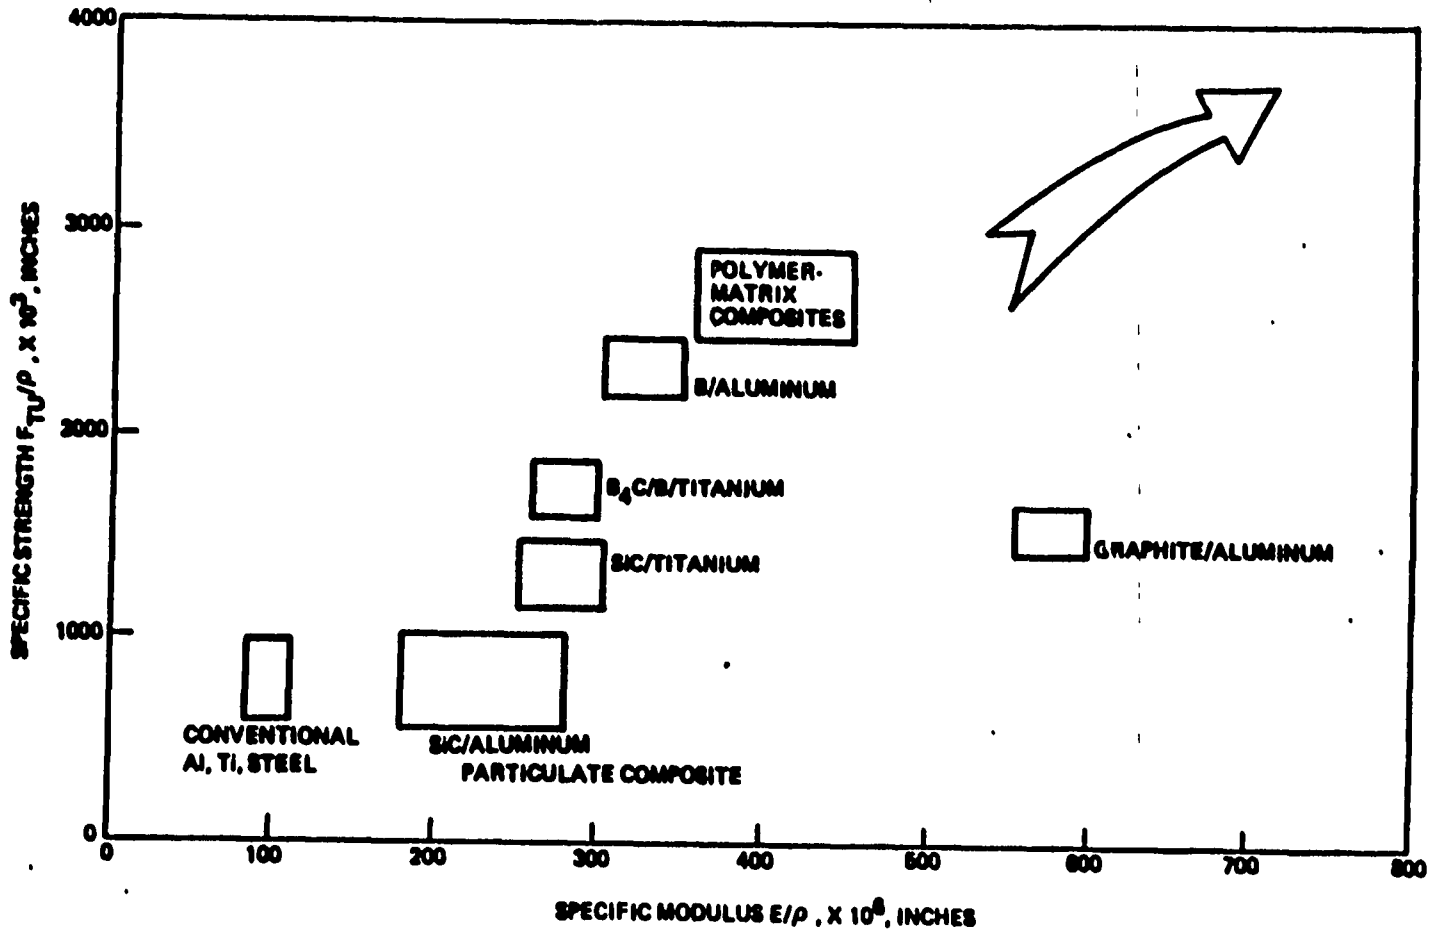 4000
3000
2000
1000
0
SPECIFIC STRENGTH F_TU/ρ, X 10³, INCHES
POLYMER-
MATRIX
COMPOSITES
B/ALUMINUM
B₄C/B/TITANIUM
SiC/TITANIUM
GRAPHITE/ALUMINUM
CONVENTIONAL
Al, Ti, STEEL
SiC/ALUMINUM
PARTICULATE COMPOSITE
0 100 200 300 400 500 600 700 800
SPECIFIC MODULUS E/ρ, X 10⁶, INCHES